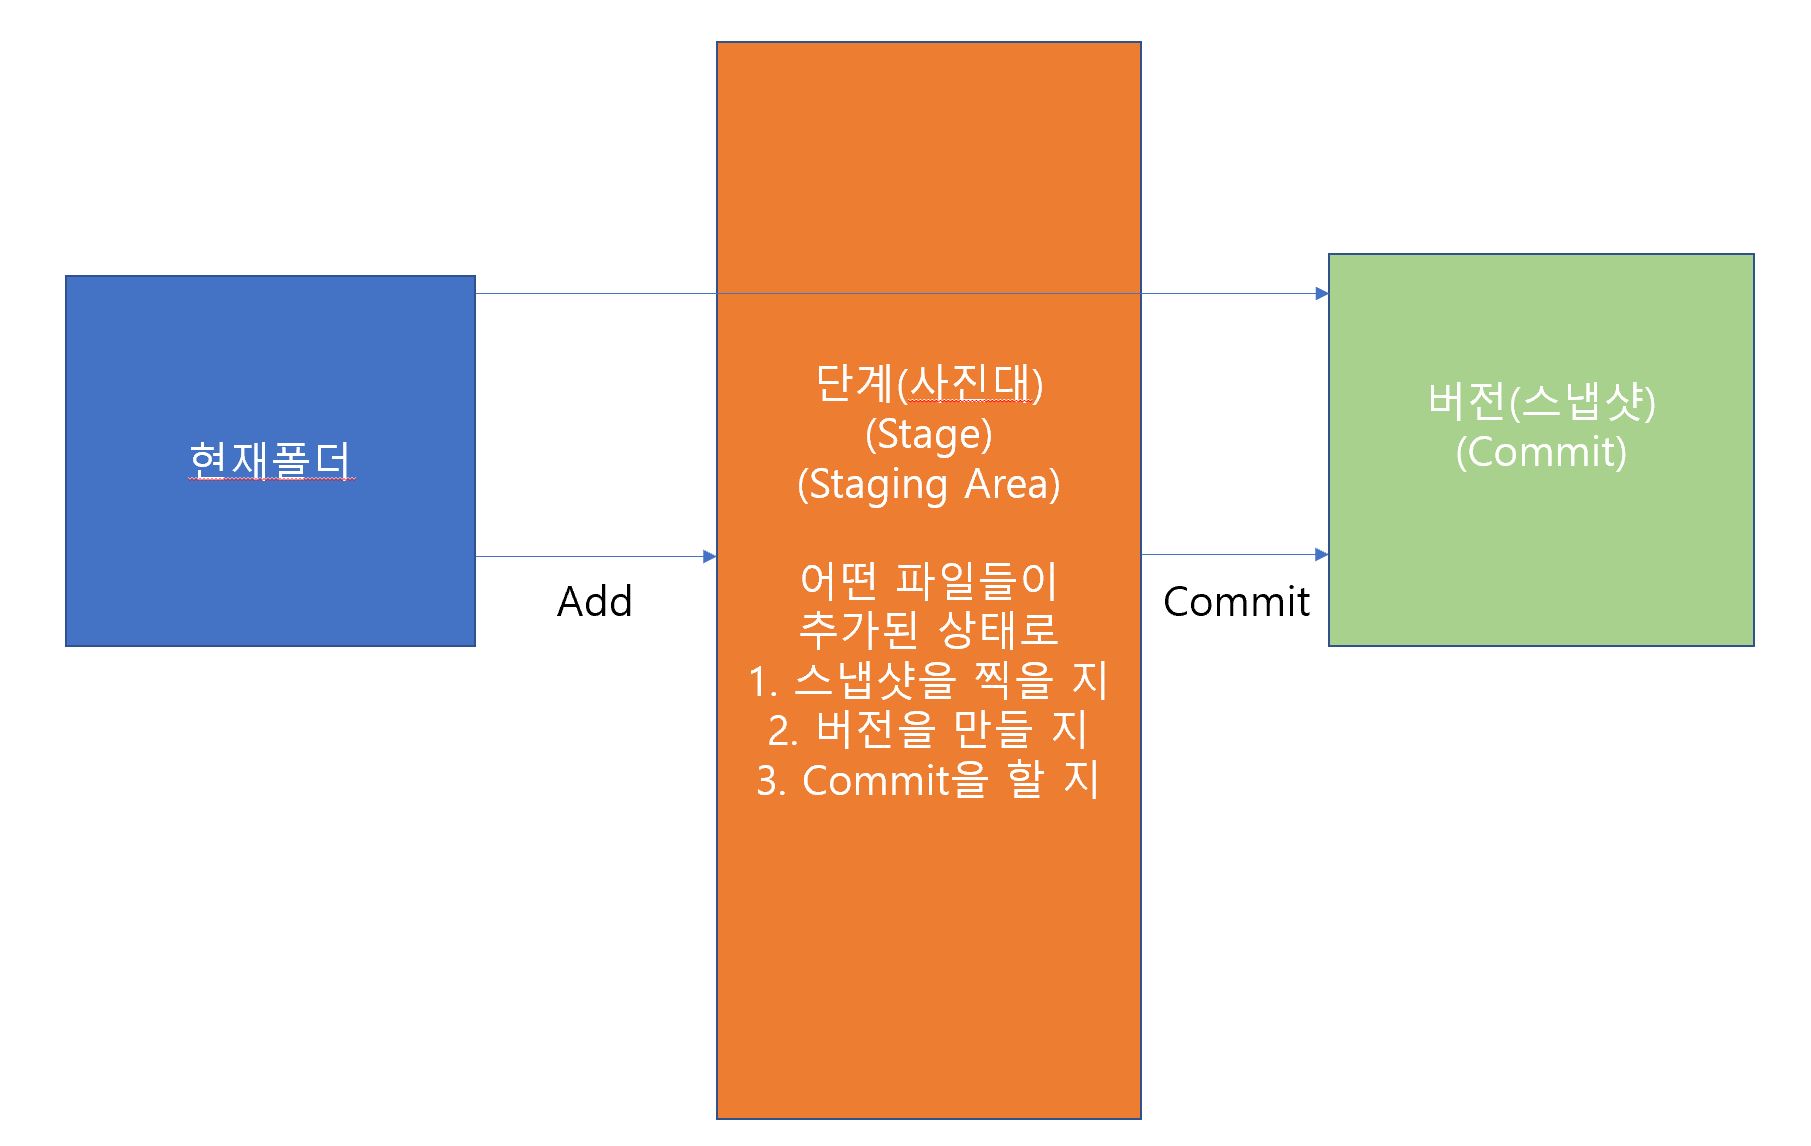 현재폴더
Add
단계(사진대)
(Stage)
(Staging Area)
어떤 파일들이
추가된 상태로
1. 스냅샷을 찍을 지
2. 버전을 만들 지
3. Commit을 할 지
Commit
버전(스냅샷)
(Commit)